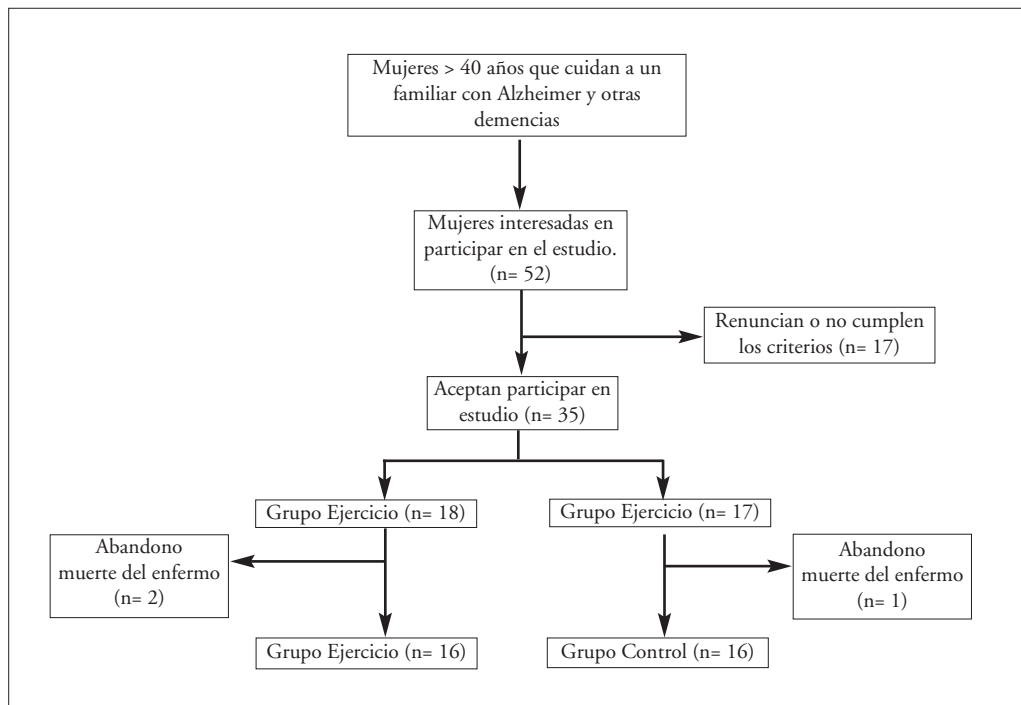 Mujeres > 40 años que cuidan a un
familiar con Alzheimer y otras
demencias
Mujeres interesadas en
participar en el estudio.
(n= 52)
Renuncian o no cumplen
los criterios (n= 17)
Aceptan participar en
estudio (n= 35)
Grupo Ejercicio (n= 18)
Grupo Ejercicio (n= 17)
Abandono
muerte del enfermo
(n= 2)
Abandono
muerte del enfermo
(n= 1)
Grupo Ejercicio (n= 16)
Grupo Control (n= 16)